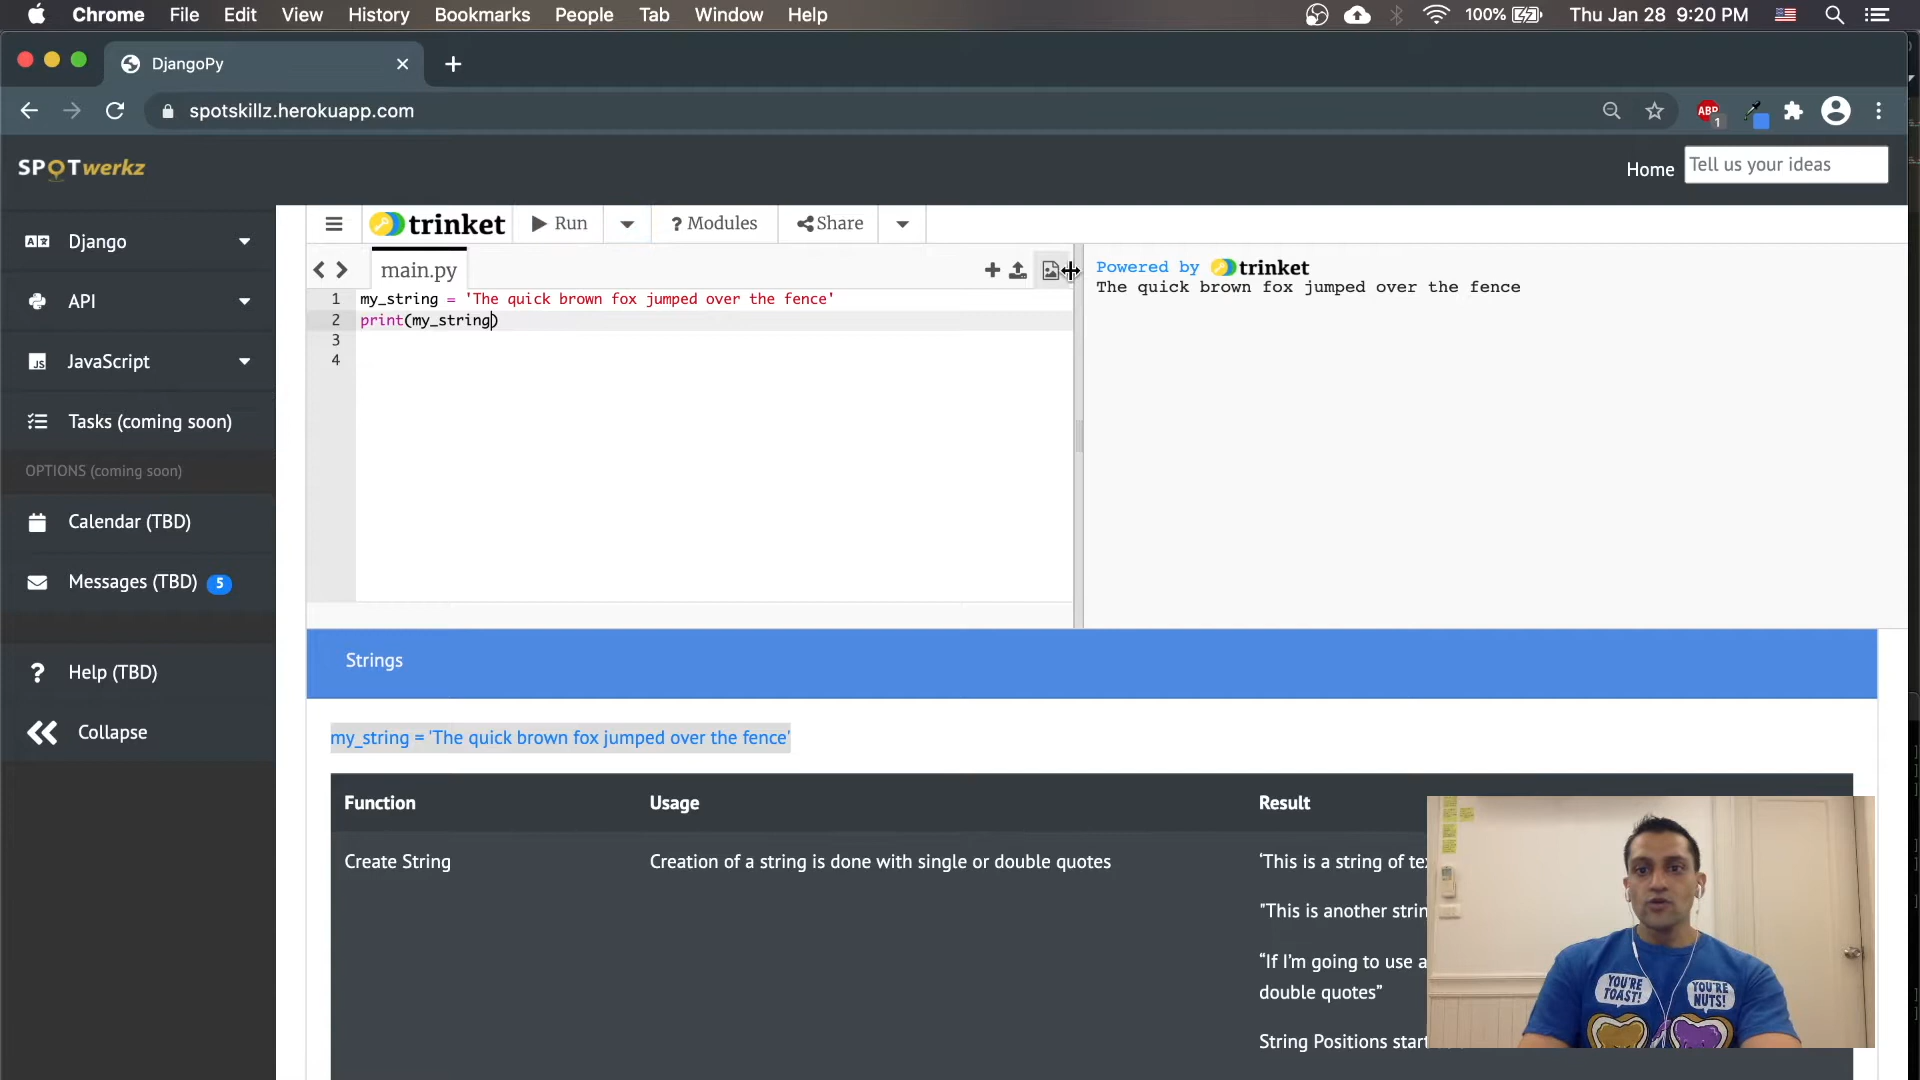 Chrome File Edit View History Bookmarks People Tab Window Help 100% Thu Jan 28 9:20 PM
DjangoPy
spotskillz.herokuapp.com ABP 1
SPOTwerkz Home Tell us your ideas
trinket Run ? Modules Share
Django
API
JavaScript
JS
Tasks (coming soon)
OPTIONS (coming soon)
Calendar (TBD)
Messages (TBD) 5
? Help (TBD)
Collapse
main.py
1 my_string = 'The quick brown fox jumped over the fence'
2 print(my_string)
3
4
Powered by trinket
The quick brown fox jumped over the fence
Strings
my_string = 'The quick brown fox jumped over the fence'
Function Usage Result
Create String Creation of a string is done with single or double quotes 'This is a string of
"This is another
“If I’m going to use a
double quotes”
String Positions start
YOU'RE TOAST!
YOU'RE NUTS!